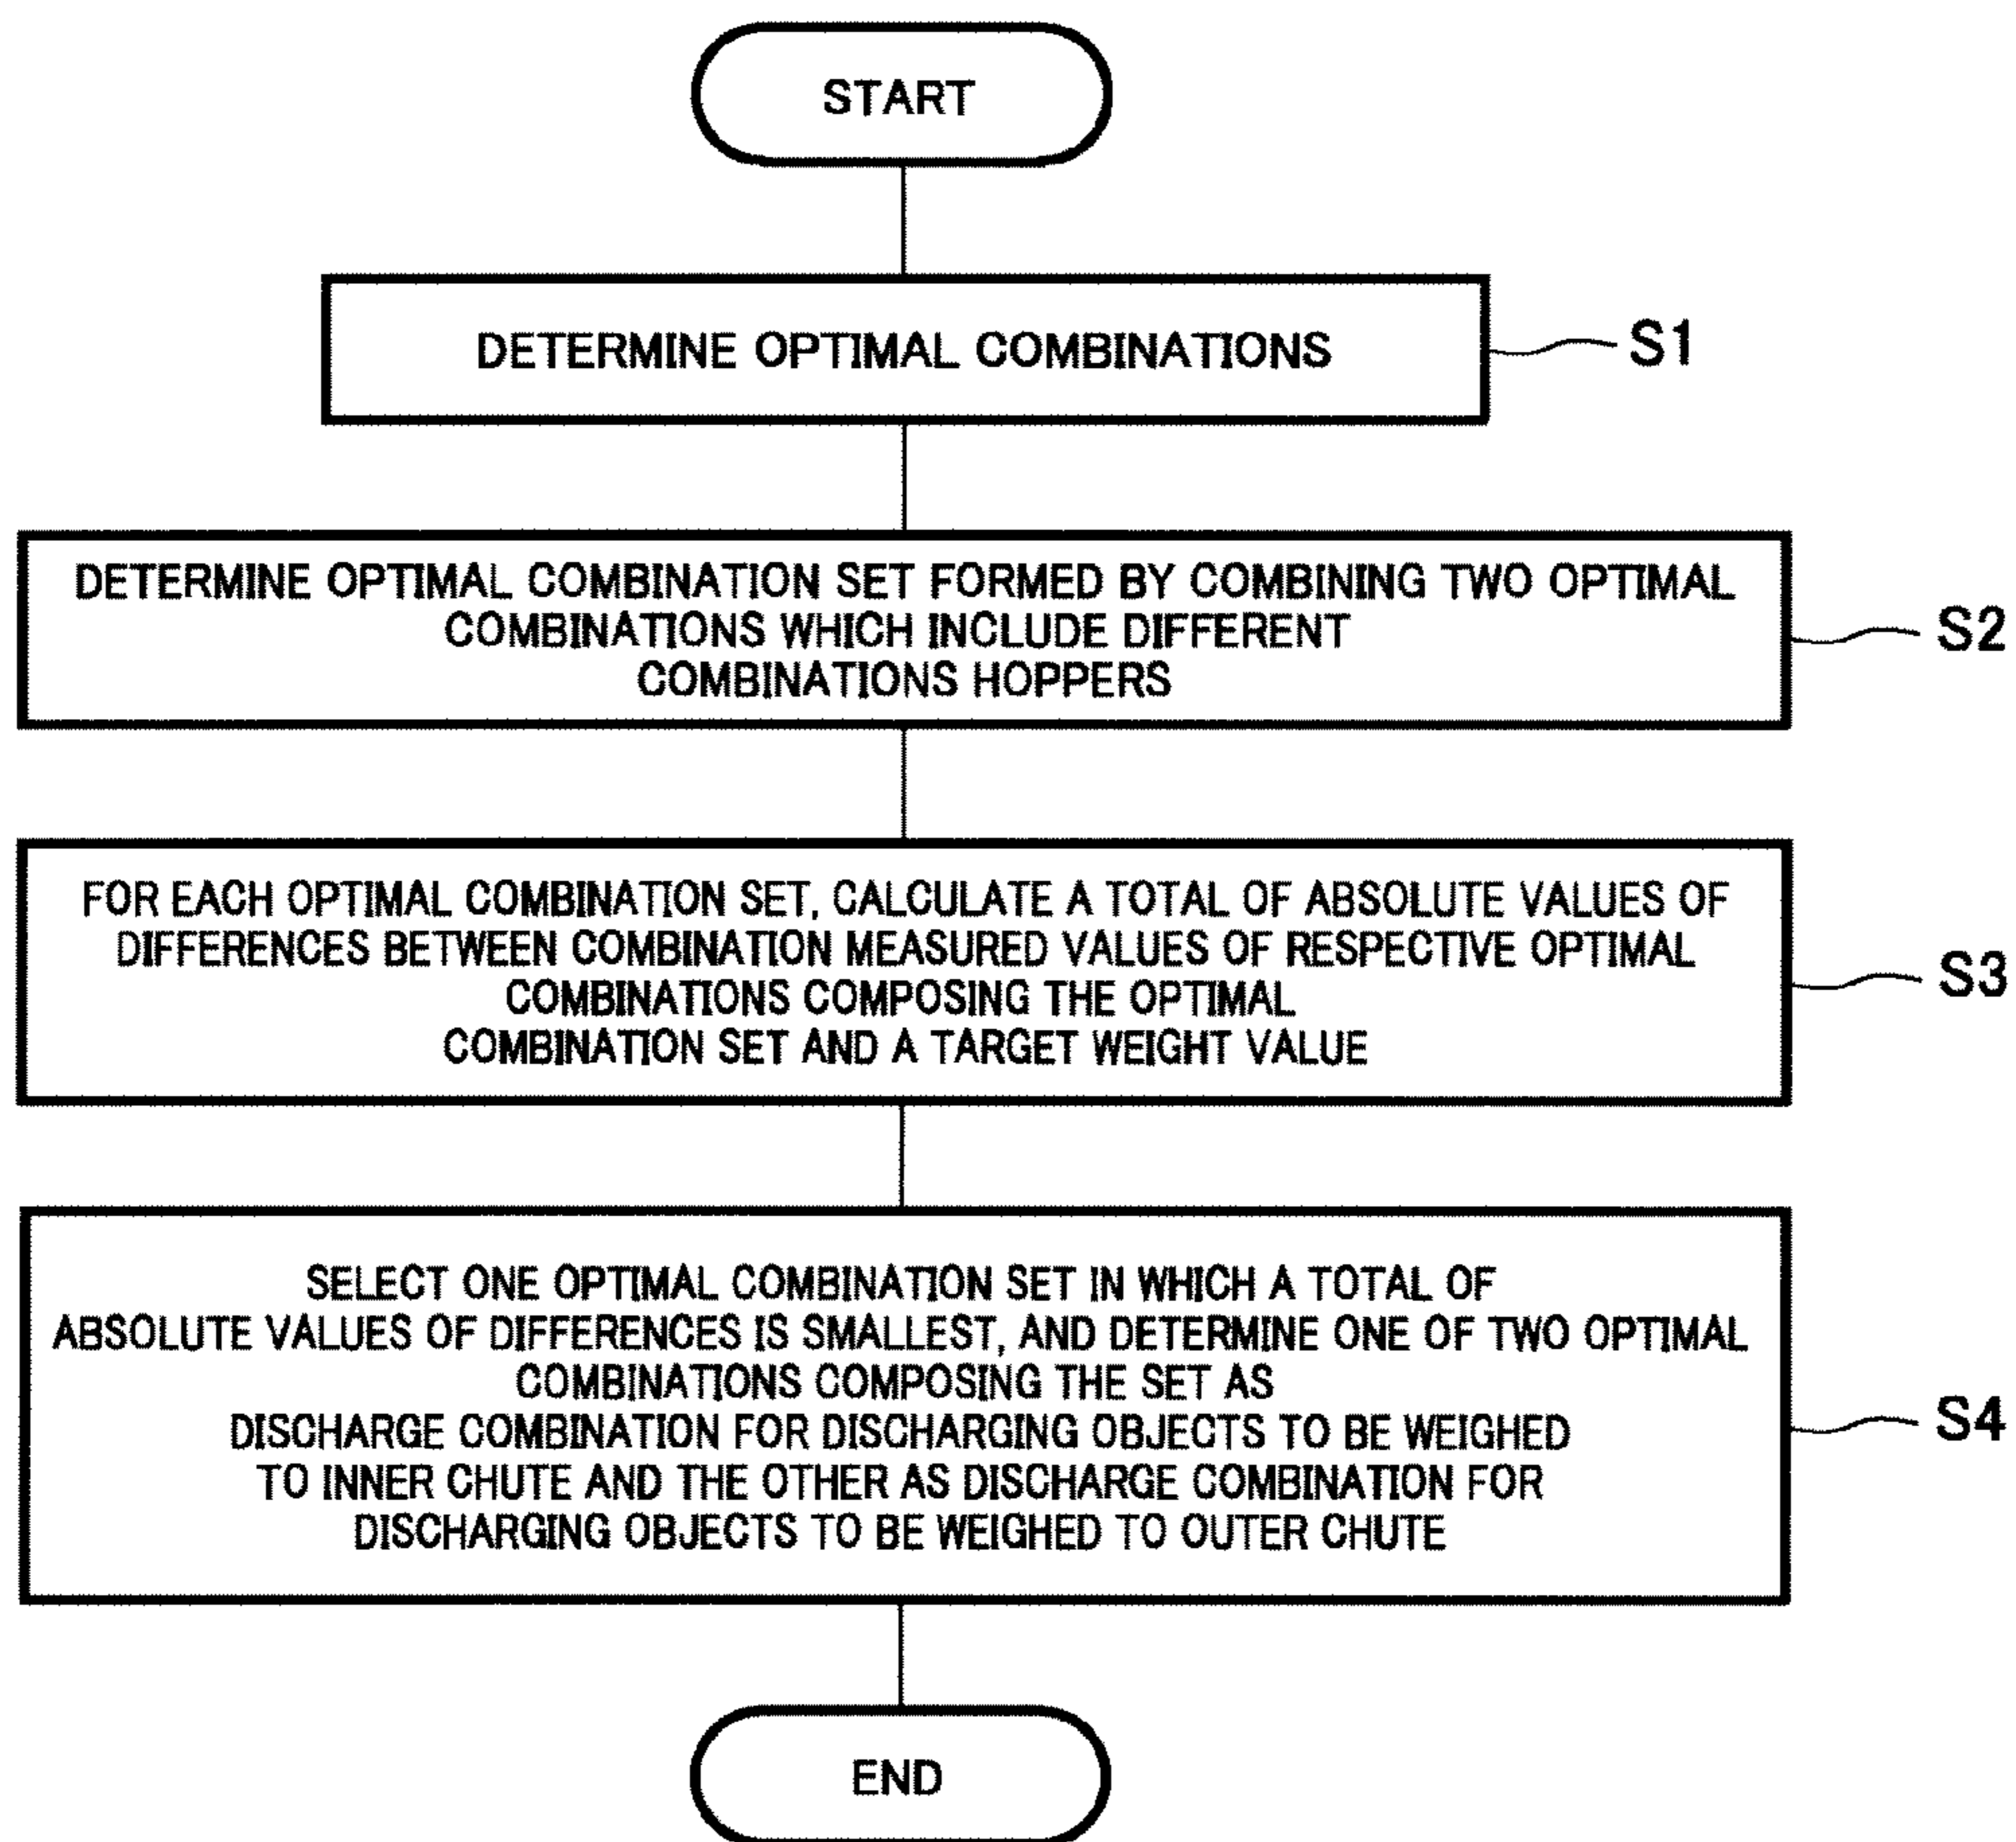 START
DETERMINE OPTIMAL COMBINATIONS
S1
DETERMINE OPTIMAL COMBINATION SET FORMED BY COMBINING TWO OPTIMAL
COMBINATIONS WHICH INCLUDE DIFFERENT
COMBINATIONS HOPPERS
S2
FOR EACH OPTIMAL COMBINATION SET, CALCULATE A TOTAL OF ABSOLUTE VALUES OF
DIFFERENCES BETWEEN COMBINATION MEASURED VALUES OF RESPECTIVE OPTIMAL
COMBINATIONS COMPOSING THE OPTIMAL
COMBINATION SET AND A TARGET WEIGHT VALUE
S3
SELECT ONE OPTIMAL COMBINATION SET IN WHICH A TOTAL OF
ABSOLUTE VALUES OF DIFFERENCES IS SMALLEST, AND DETERMINE ONE OF TWO OPTIMAL
COMBINATIONS COMPOSING THE SET AS
DISCHARGE COMBINATION FOR DISCHARGING OBJECTS TO BE WEIGHED
TO INNER CHUTE AND THE OTHER AS DISCHARGE COMBINATION FOR
DISCHARGING OBJECTS TO BE WEIGHED TO OUTER CHUTE
S4
END